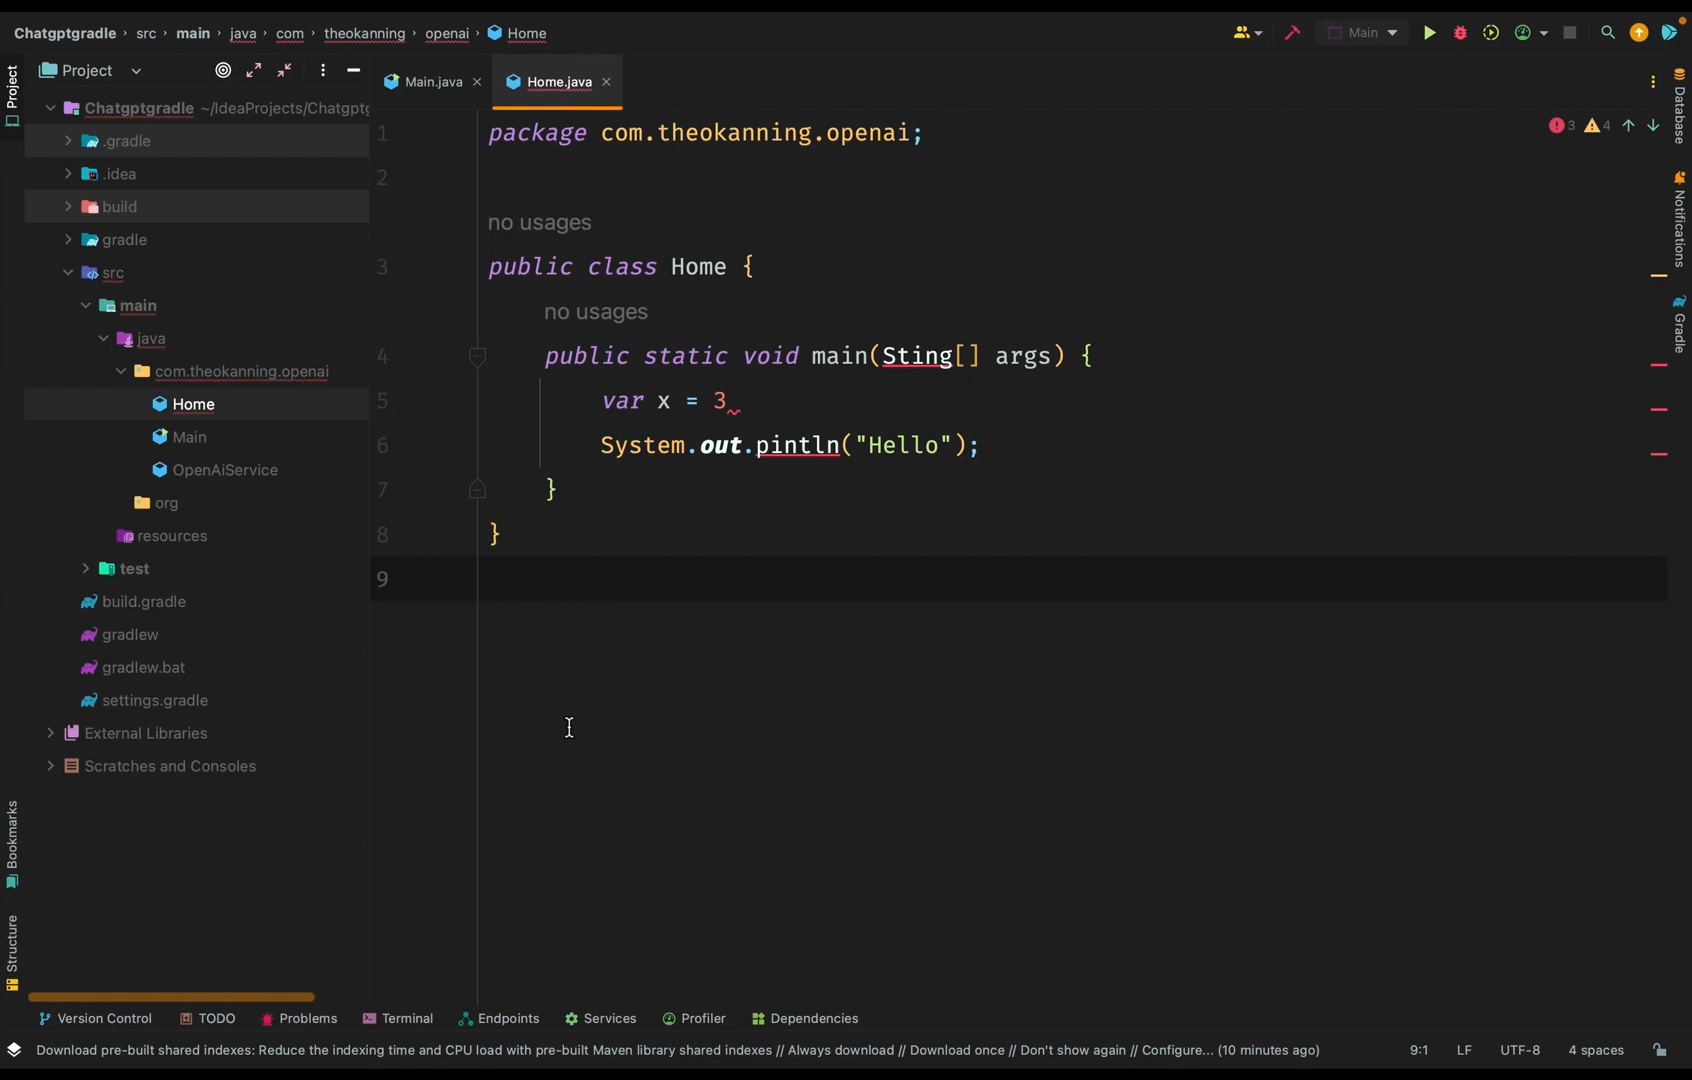 Chatgptgradle › src › main › java › com › theokanning › openai › Home
Main
Project
Main.java
Home.java
Project
Chatgptgradle ~/IdeaProjects/Chatgptg
.gradle
.idea
build
gradle
src
main
java
com.theokanning.openai
Home
Main
OpenAiService
org
resources
test
build.gradle
gradlew
gradlew.bat
settings.gradle
External Libraries
Scratches and Consoles
Bookmarks
Structure
3 4
1 package com.theokanning.openai;
2
no usages
3 public class Home {
no usages
4 public static void main(Sting[] args) {
5 var x = 3
6 System.out.pintln("Hello");
7 }
8 }
9
Database
Notifications
Gradle
Version Control TODO Problems Terminal Endpoints Services Profiler Dependencies
Download pre-built shared indexes: Reduce the indexing time and CPU load with pre-built Maven library shared indexes // Always download // Download once // Don't show again // Configure... (10 minutes ago) 9:1 LF UTF-8 4 spaces